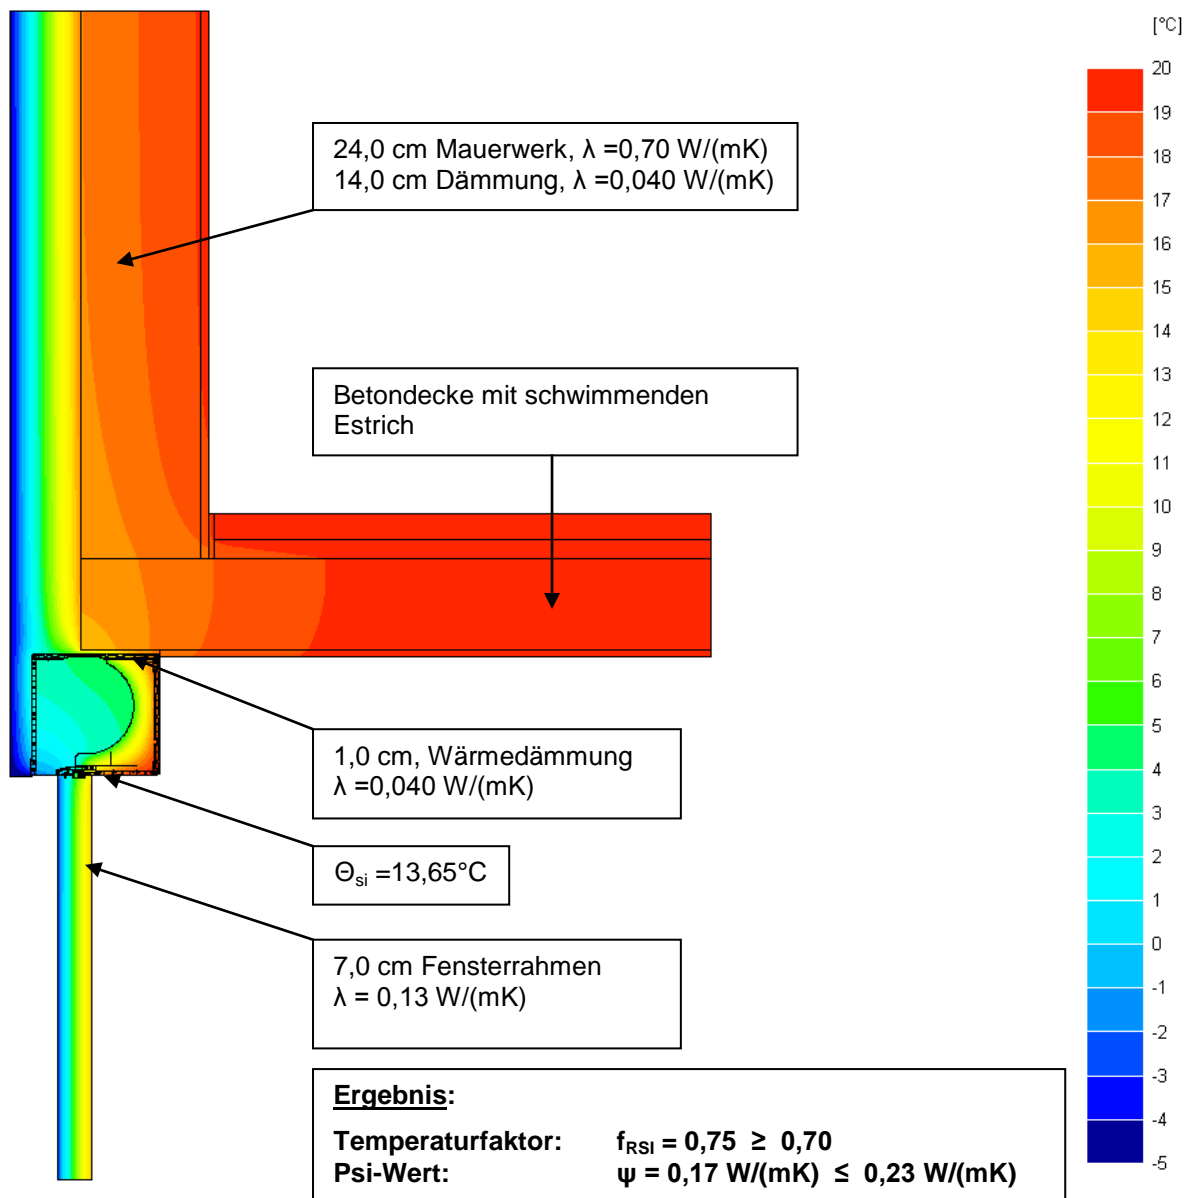 [°C]
20
19
18
17
16
15
14
13
12
11
10
9
8
7
6
5
4
3
2
1
0
-1
-2
-3
-4
-5
24,0 cm Mauerwerk, λ =0,70 W/(mK)
14,0 cm Dämmung, λ =0,040 W/(mK)
Betondecke mit schwimmenden
Estrich
1,0 cm, Wärmedämmung
λ =0,040 W/(mK)
Θsi =13,65°C
7,0 cm Fensterrahmen
λ = 0,13 W/(mK)
Ergebnis:
Temperaturfaktor: fRSI = 0,75 ≥ 0,70
Psi-Wert: ψ = 0,17 W/(mK) ≤ 0,23 W/(mK)